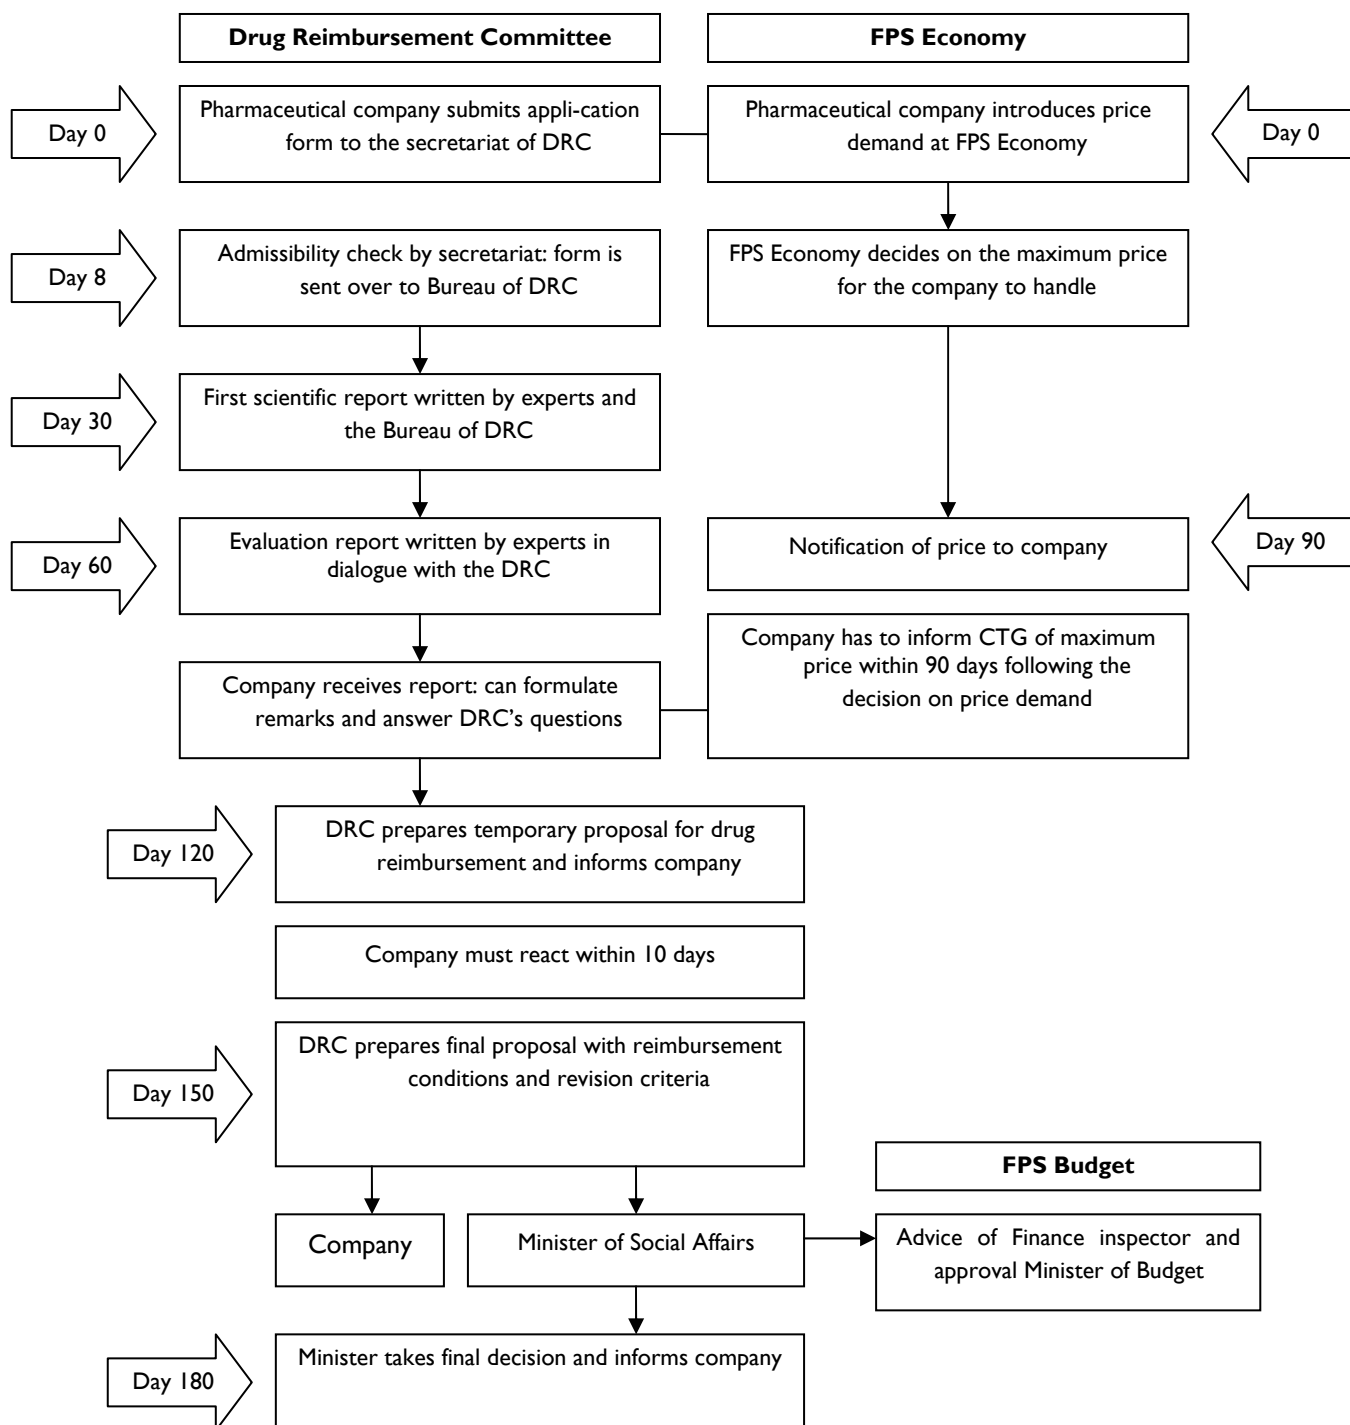 Drug Reimbursement Committee
FPS Economy
Day 0
Pharmaceutical company submits appli-cation
form to the secretariat of DRC
Pharmaceutical company introduces price
demand at FPS Economy
Day 0
Day 8
Admissibility check by secretariat: form is
sent over to Bureau of DRC
FPS Economy decides on the maximum price
for the company to handle
Day 30
First scientific report written by experts and
the Bureau of DRC
Day 60
Evaluation report written by experts in
dialogue with the DRC
Notification of price to company
Day 90
Company receives report: can formulate
remarks and answer DRC’s questions
Company has to inform CTG of maximum
price within 90 days following the
decision on price demand
Day 120
DRC prepares temporary proposal for drug
reimbursement and informs company
Company must react within 10 days
Day 150
DRC prepares final proposal with reimbursement
conditions and revision criteria
FPS Budget
Company
Minister of Social Affairs
Advice of Finance inspector and
approval Minister of Budget
Day 180
Minister takes final decision and informs company